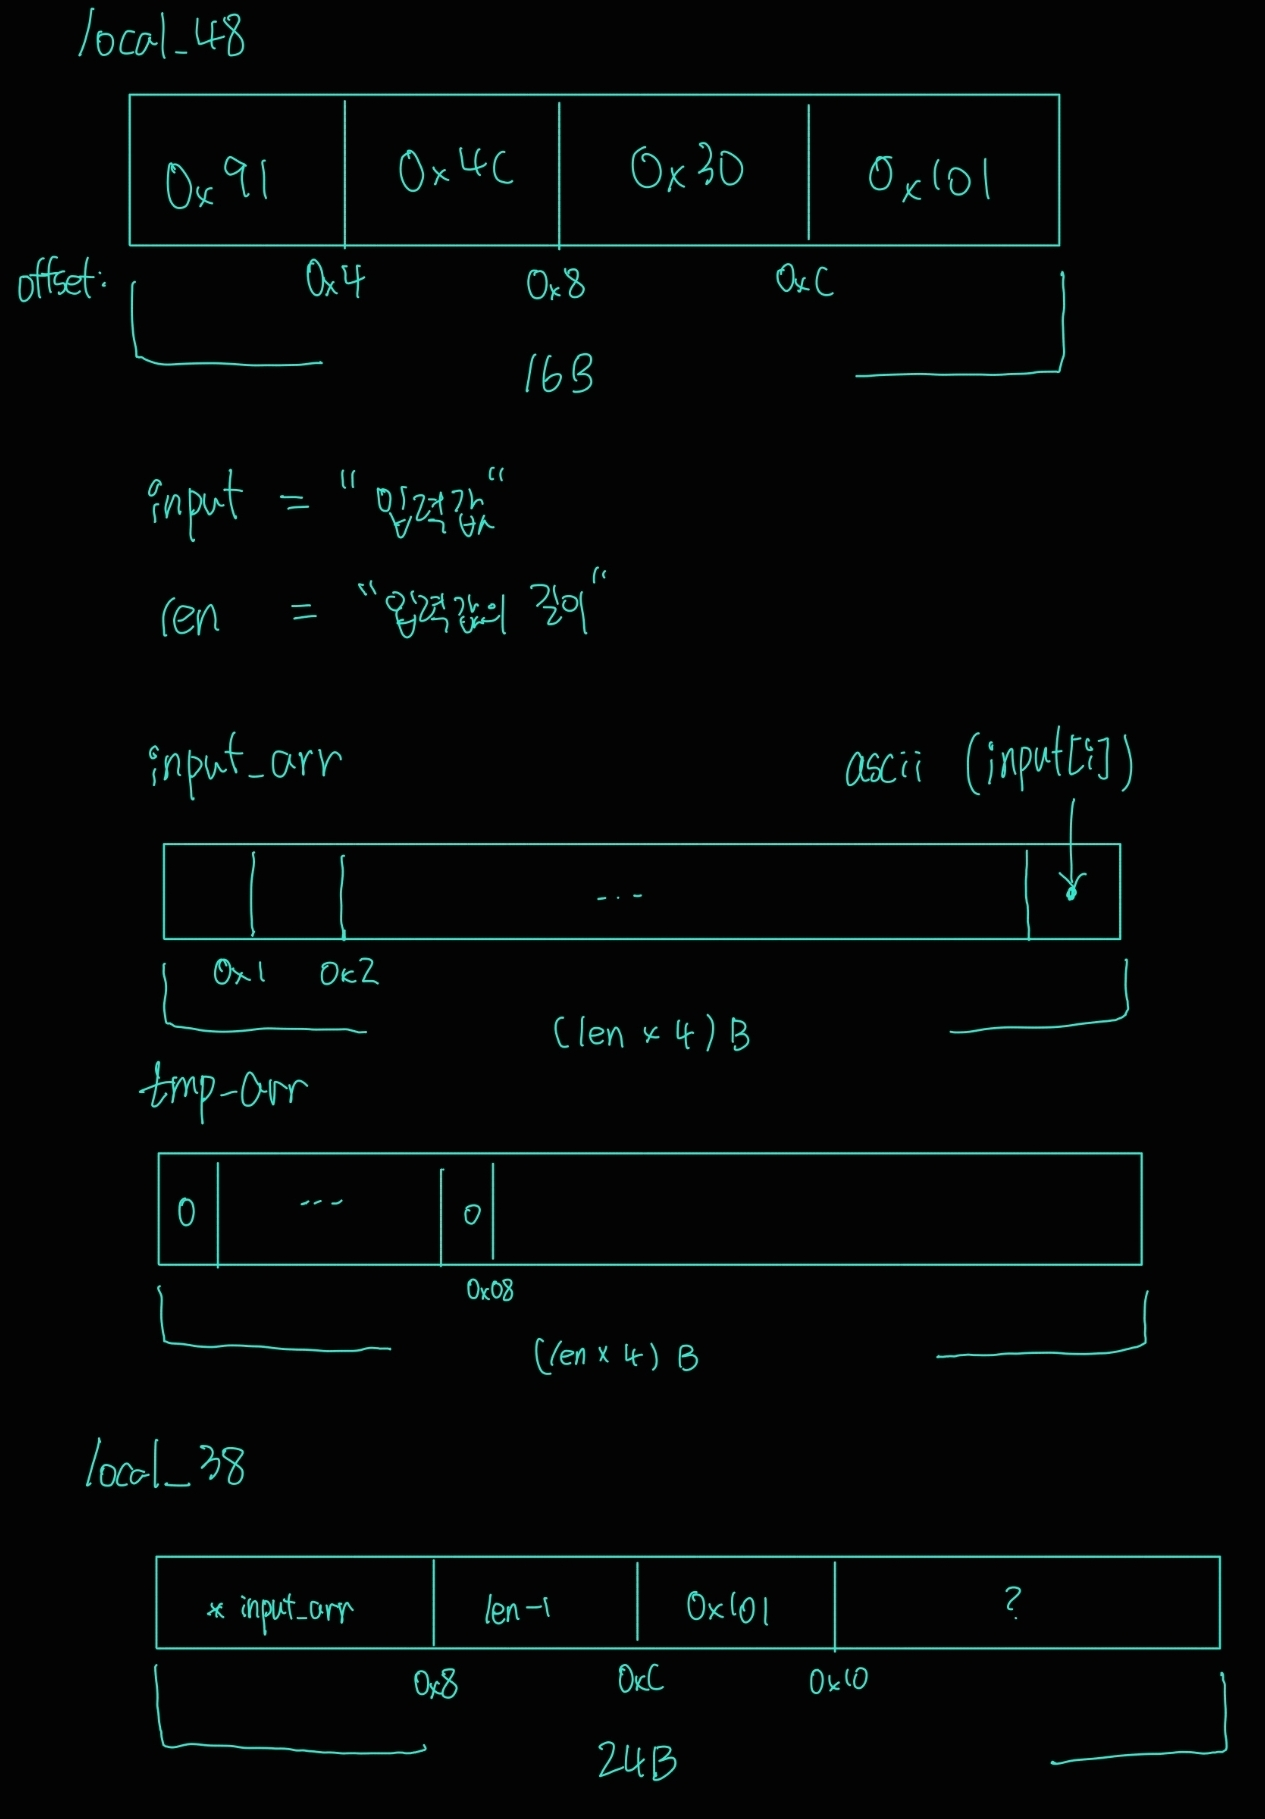 local_48
0x91 0x4C 0x30 0x101
offset: 0x4 0x8 0xC
16B
input = "입력값"
len = "입력값의 길이"
input_arr ascii (input[i])
...
0x1 0x2
(len x 4) B
tmp_arr
0 ... 0
0x08
(len x 4) B
local_38
* input_arr len-1 0x101 ?
0x8 0xC 0x10
24B